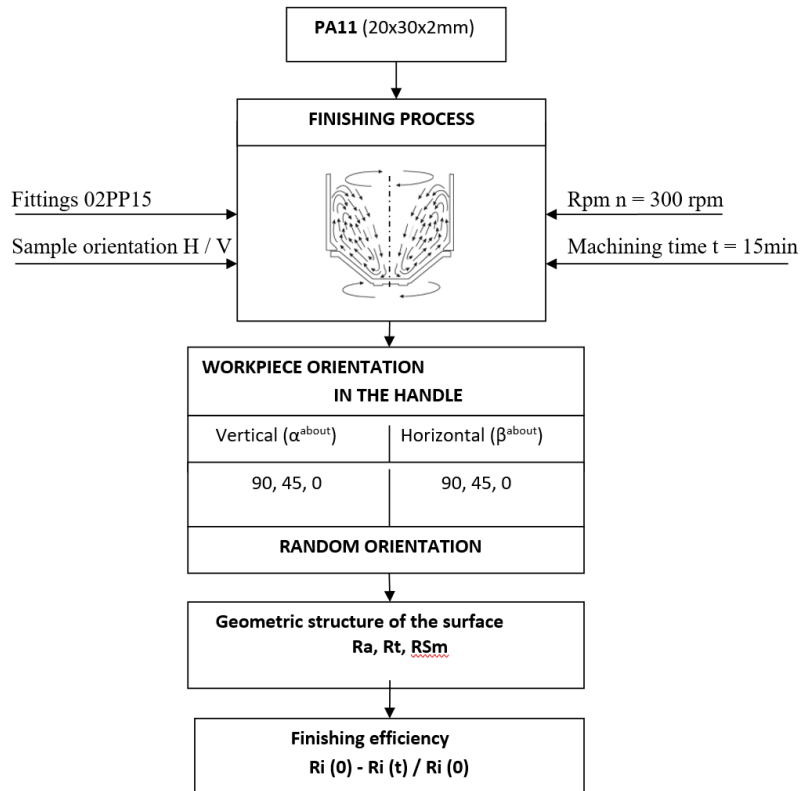 PA11 (20x30x2mm)
FINISHING PROCESS
Fittings 02PP15
Sample orientation H / V
Rpm n = 300 rpm
Machining time t = 15min
WORKPIECE ORIENTATION
IN THE HANDLE
Vertical (αabout)
Horizontal (βabout)
90, 45, 0
90, 45, 0
RANDOM ORIENTATION
Geometric structure of the surface
Ra, Rt, RSm
Finishing efficiency
Ri (0) - Ri (t) / Ri (0)